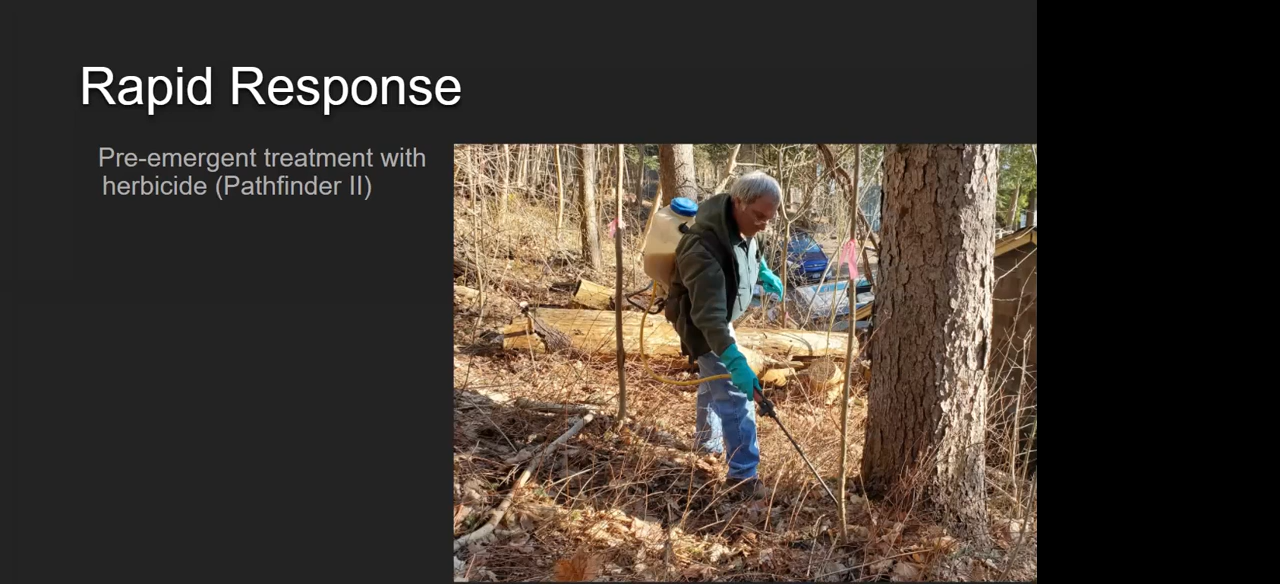 Rapid Response
Pre-emergent treatment with
herbicide (Pathfinder II)